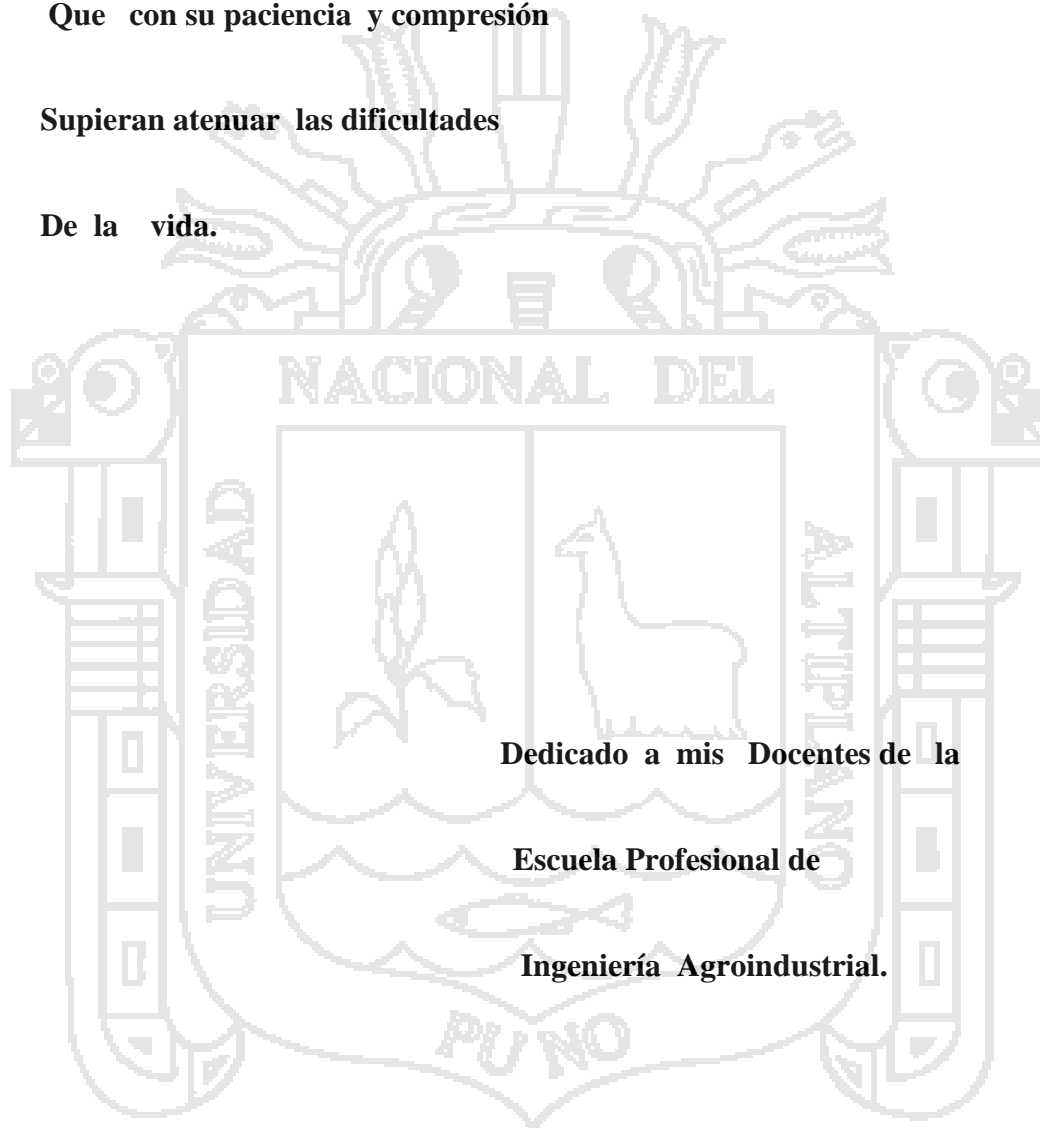 Que con su paciencia y compresión
Supieran atenuar las dificultades
De la vida.
NACIONAL DEL
UNIVERSIDAD
ALTIPLANO
Dedicado a mis Docentes de la
Escuela Profesional de
Ingeniería Agroindustrial.
PUNO